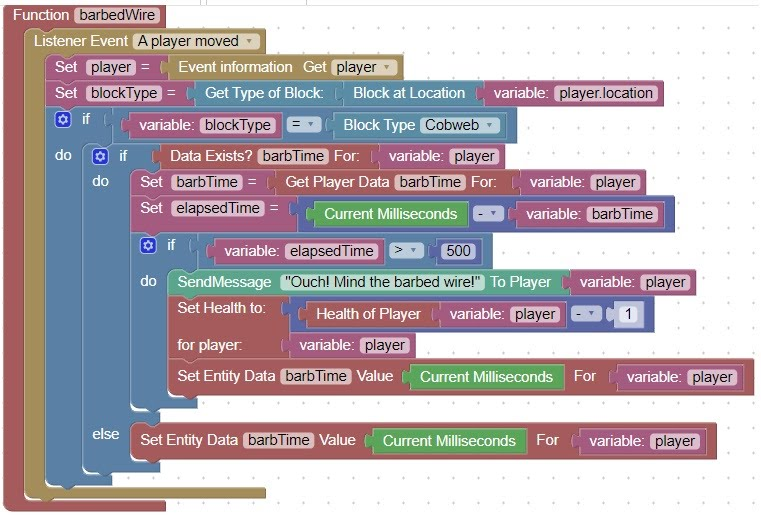 Function barbedWire
Listener Event A player moved
Set player = Event information Get player
Set blockType = Get Type of Block: Block at Location variable: player.location
if variable: blockType = Block Type Cobweb
do if Data Exists? barbTime For: variable: player
do Set barbTime = Get Player Data barbTime For: variable: player
Set elapsedTime = Current Milliseconds - variable: barbTime
if variable: elapsedTime > 500
do SendMessage "Ouch! Mind the barbed wire!" To Player variable: player
Set Health to: Health of Player variable: player - 1
for player: variable: player
Set Entity Data barbTime Value Current Milliseconds For variable: player
else Set Entity Data barbTime Value Current Milliseconds For variable: player